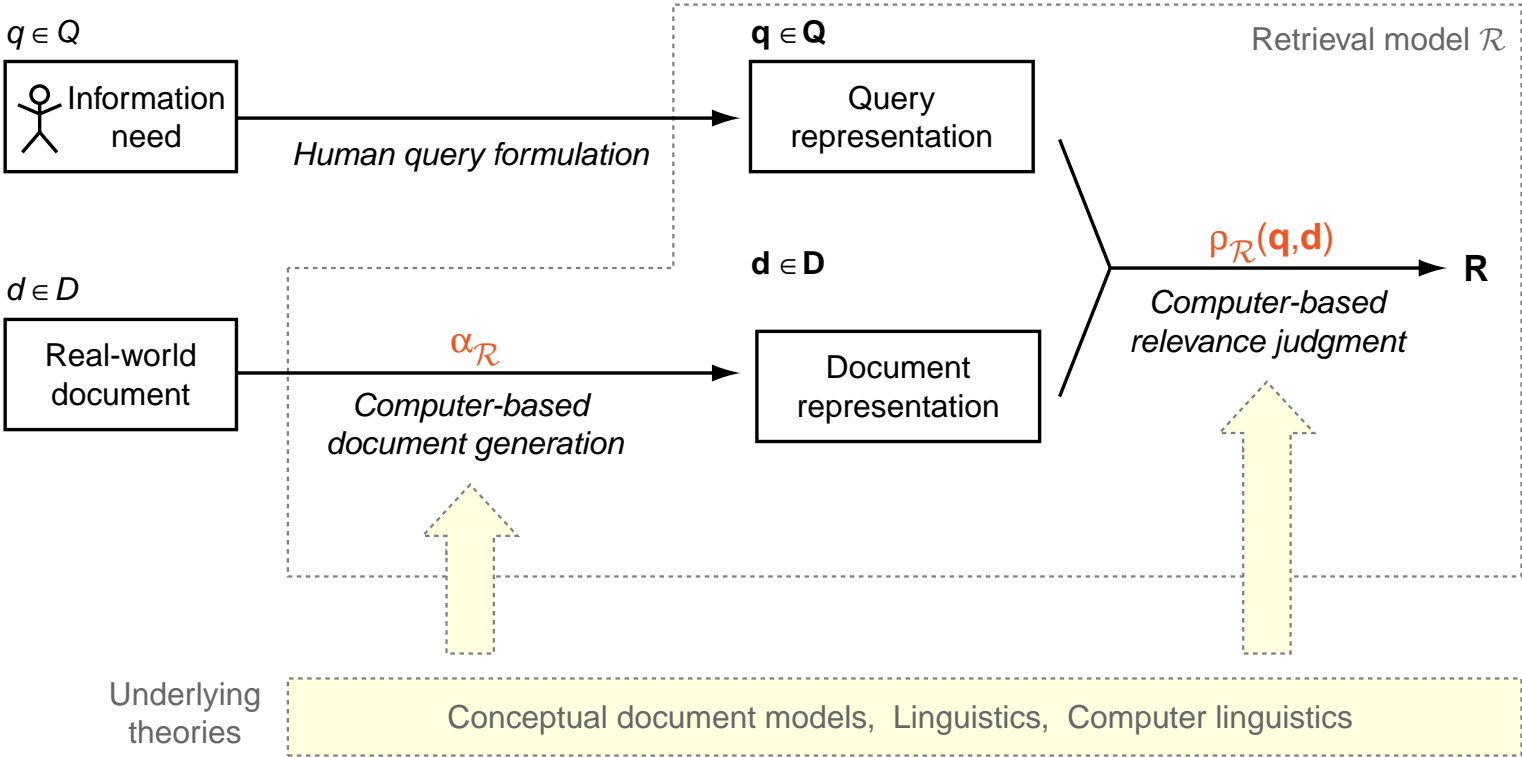 q ∈ Q
Information
need
Human query formulation
q ∈ Q
Query
representation
Retrieval model ℛ
d ∈ D
Real-world
document
αℛ
Computer-based
document generation
d ∈ D
Document
representation
ρℛ(q,d)
Computer-based
relevance judgment
R
Underlying
theories
Conceptual document models, Linguistics, Computer linguistics